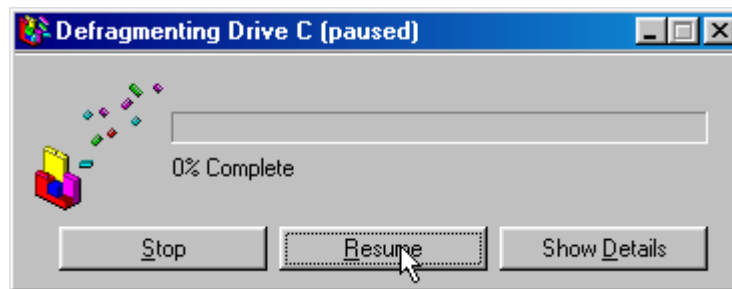 Defragmenting Drive C (paused)
0% Complete
Stop Resume Show Details